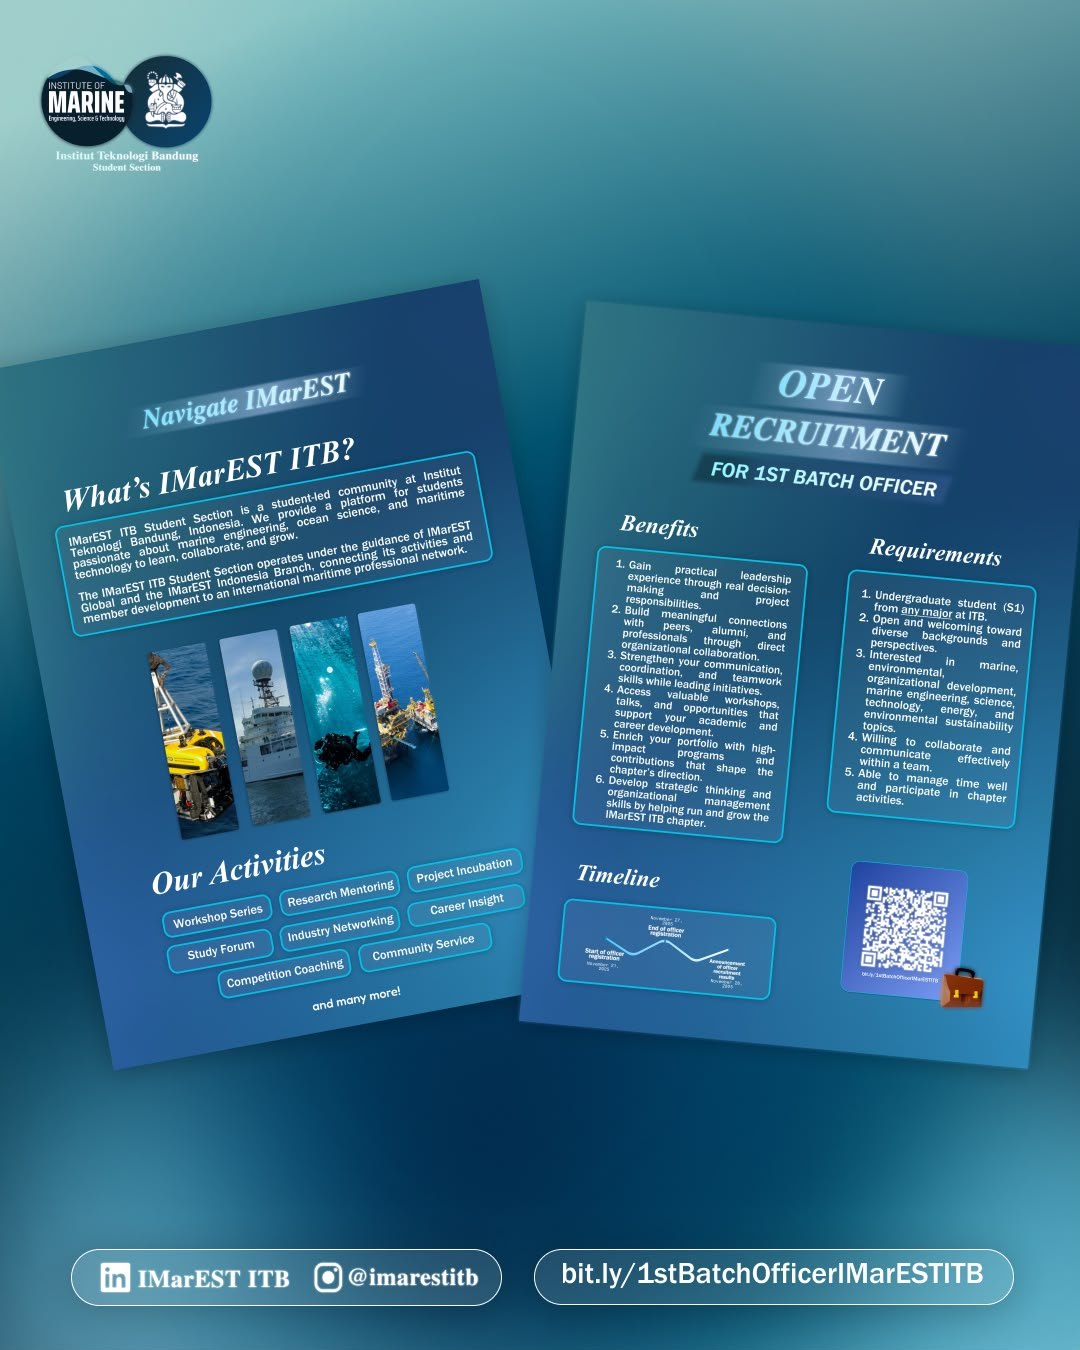 INSTITUTE OF
MARINE
Engineering, Science & Technology
Institut Teknologi Bandung
Student Section
Navigate IMarEST
What's IMarEST ITB?
IMarEST ITB Student Section is a student-led community at Institut
Teknologi Bandung, Indonesia. We provide a platform for students
passionate about marine engineering, ocean science, and maritime
technology to learn, collaborate, and grow.
The IMarEST ITB Student Section operates under the guidance of IMarEST
Global and the IMarEST Indonesia Branch, connecting its activities and
member development to an international maritime professional network.
Our Activities
Workshop Series
Research Mentoring
Project Incubation
Study Forum
Industry Networking
Career Insight
Competition Coaching
Community Service
and many more!
OPEN
RECRUITMENT
FOR 1ST BATCH OFFICER
Benefits
1. Gain practical leadership
experience through real decision-
making and project
responsibilities.
2. Build meaningful connections
with peers, alumni, and
professionals through direct
organizational collaboration.
3. Strengthen your communication,
coordination, and teamwork
skills while leading initiatives.
4. Access valuable workshops,
talks, and opportunities that
support your academic and
career development.
5. Enrich your portfolio with high-
impact programs and
contributions that shape the
chapter's direction.
6. Develop strategic thinking and
organizational management
skills by helping run and grow the
IMarEST ITB chapter.
Requirements
1. Undergraduate student (S1)
from any major at ITB.
2. Open and welcoming toward
diverse backgrounds and
perspectives.
3. Interested in marine,
environmental,
organizational development,
marine engineering, science,
technology, energy, and
environmental sustainability
topics.
4. Willing to collaborate and
communicate effectively
within a team.
5. Able to manage time well
and participate in chapter
activities.
Timeline
Start of officer
registration
End of officer
registration
Announcement
of officer
recruitment
results
bit.ly/1stBatchOfficerIMarESTITB
IMarEST ITB
@imarestitb
bit.ly/1stBatchOfficerIMarESTITB